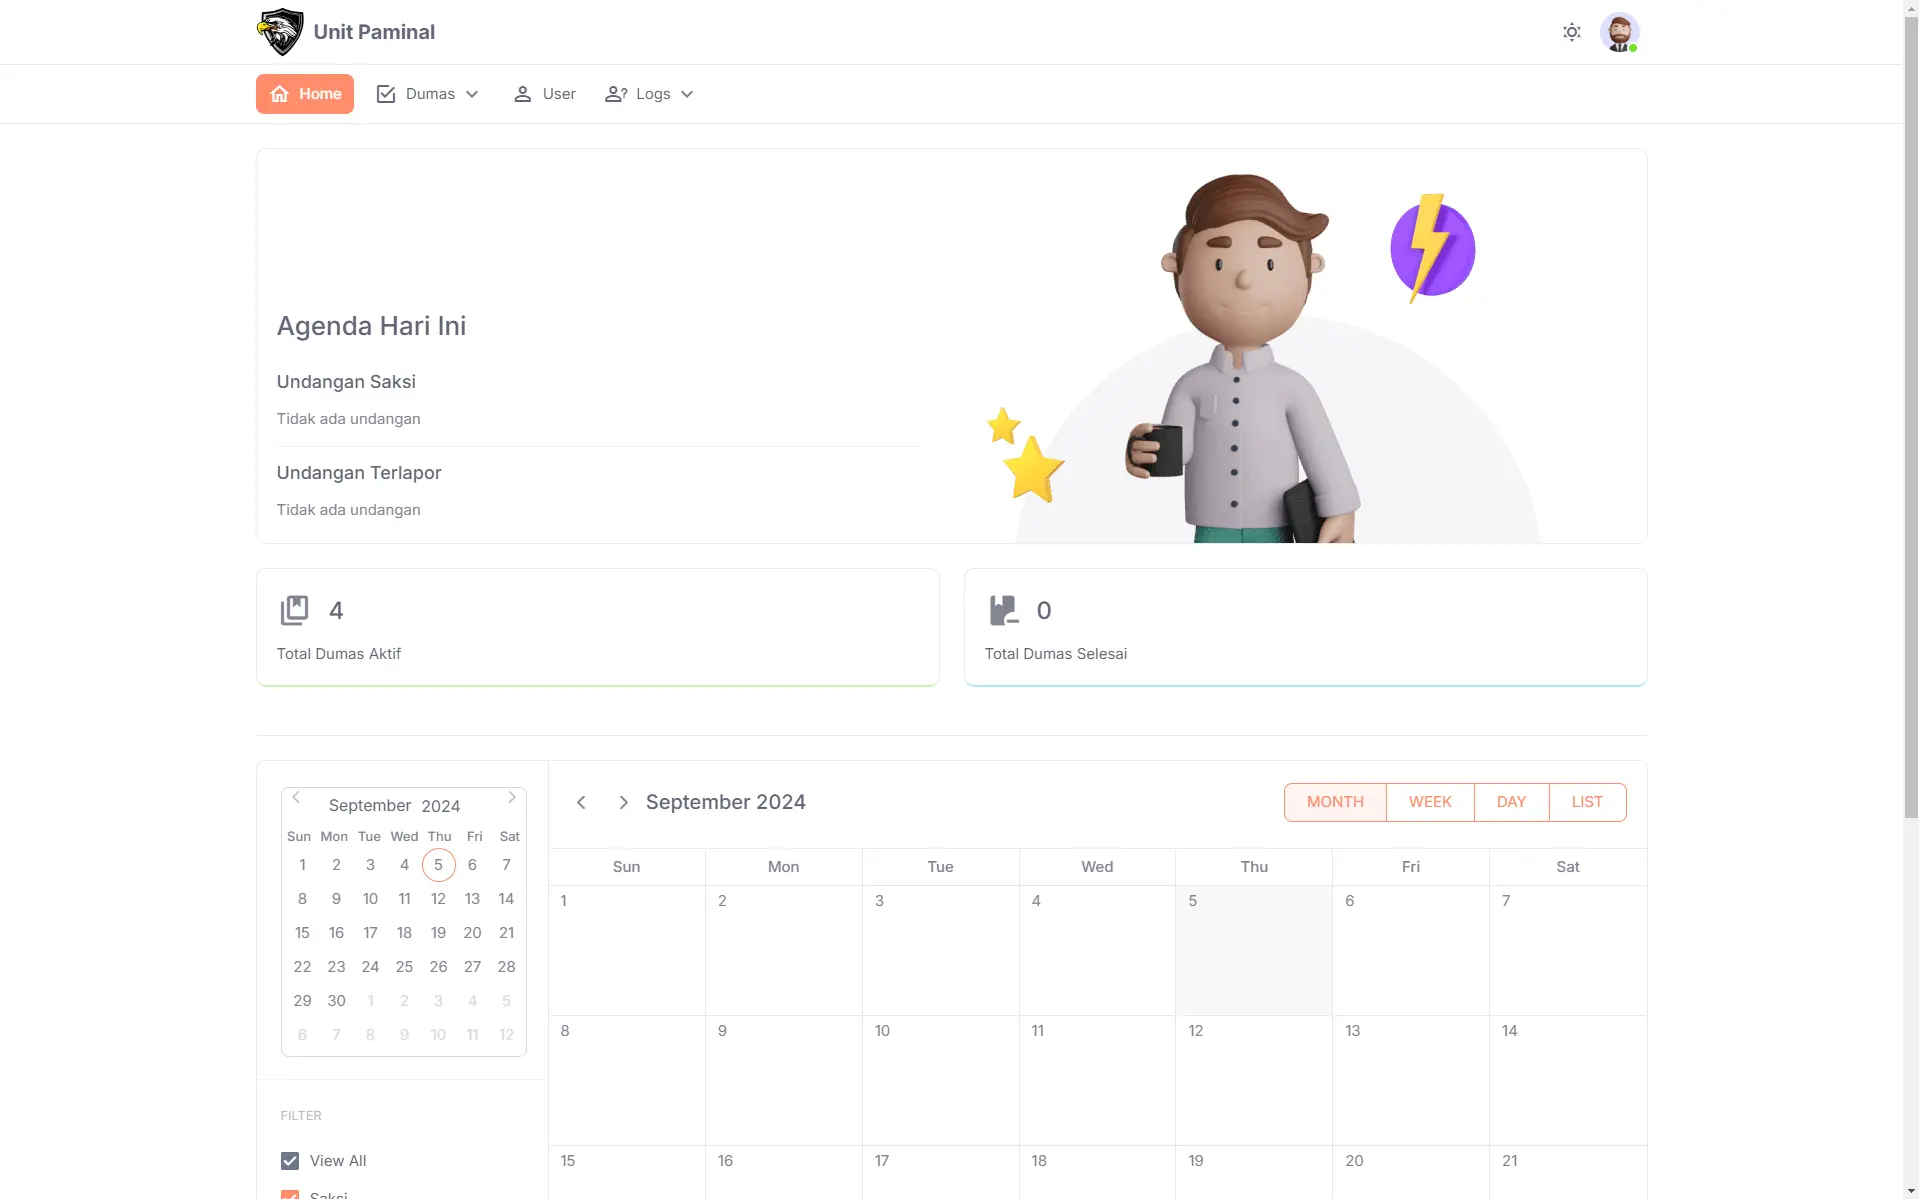 Unit Paminal
Home Dumas User Logs
Agenda Hari Ini
Undangan Saksi
Tidak ada undangan
Undangan Terlapor
Tidak ada undangan
4
Total Dumas Aktif
0
Total Dumas Selesai
September 2024
Sun Mon Tue Wed Thu Fri Sat
1 2 3 4 5 6 7
8 9 10 11 12 13 14
15 16 17 18 19 20 21
22 23 24 25 26 27 28
29 30 1 2 3 4 5
6 7 8 9 10 11 12
FILTER
View All
Saksi
September 2024
MONTH WEEK DAY LIST
Sun Mon Tue Wed Thu Fri Sat
1 2 3 4 5 6 7
8 9 10 11 12 13 14
15 16 17 18 19 20 21